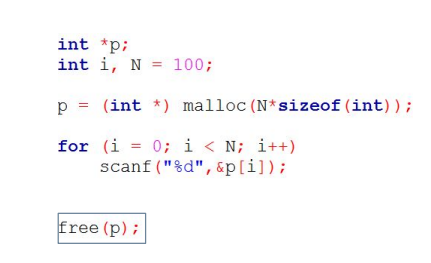 int *p;
int i, N = 100;
p = (int *) malloc(N*sizeof(int));
for (i = 0; i < N; i++)
scanf("%d",&p[i]);
free(p);